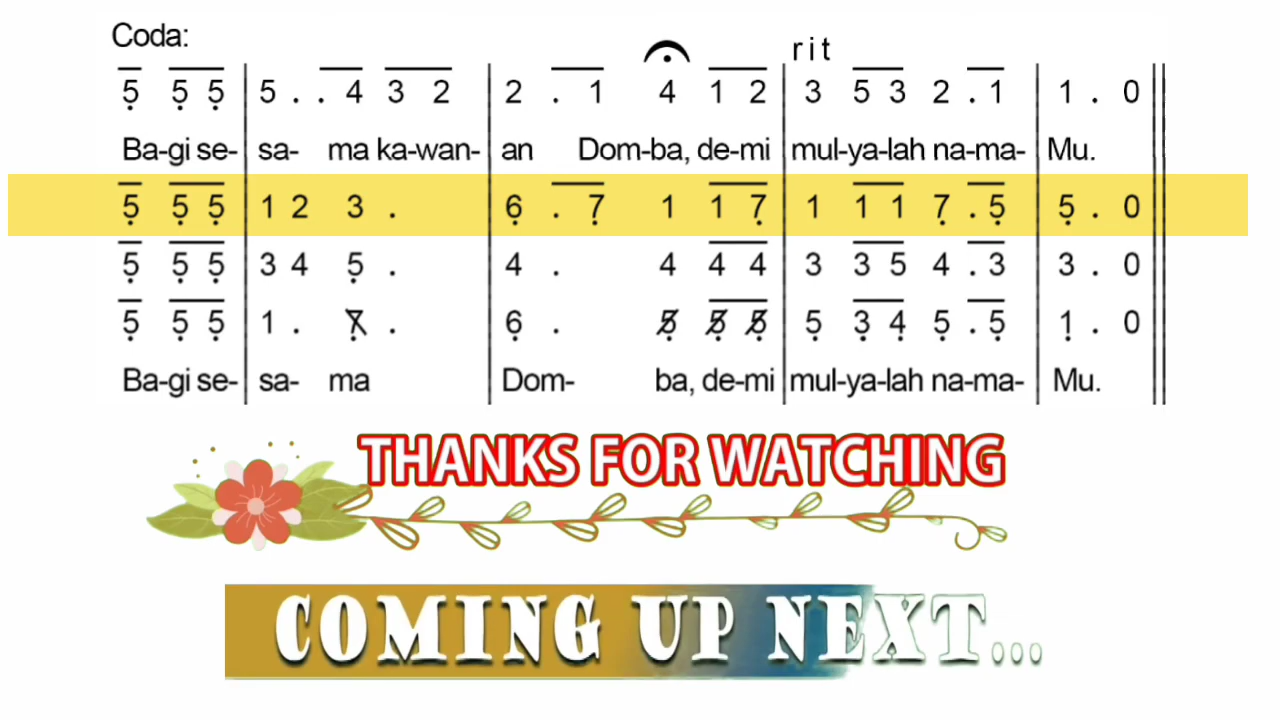 Coda:
rit
5̣ 5̣ 5̣ | 5 . . 4 3 2 | 2 . 1 4 1 2 | 3 5 3 2 . 1 | 1 . 0 ||
Ba-gi se- sa- ma ka-wan- an Dom-ba, de-mi mul-ya-lah na-ma- Mu.
5̣ 5̣ 5̣ | 1 2 3 . | 6̣ . 7̣ 1 1 7̣ | 1 1 1 7̣ . 5̣ | 5̣ . 0 ||
5̣ 5̣ 5̣ | 3 4 5̣ . | 4 . 4 4 4 | 3 3 5 4 . 3 | 3 . 0 ||
5̣ 5̣ 5̣ | 1 . 7̸̣ . | 6̣ . 5̸̣ 5̸̣ 5̸̣ | 5̣ 3̣ 4̣ 5̣ . 5̣ | 1̣ . 0 ||
Ba-gi se- sa- ma Dom- ba, de-mi mul-ya-lah na-ma- Mu.
THANKS FOR WATCHING
COMING UP NEXT...